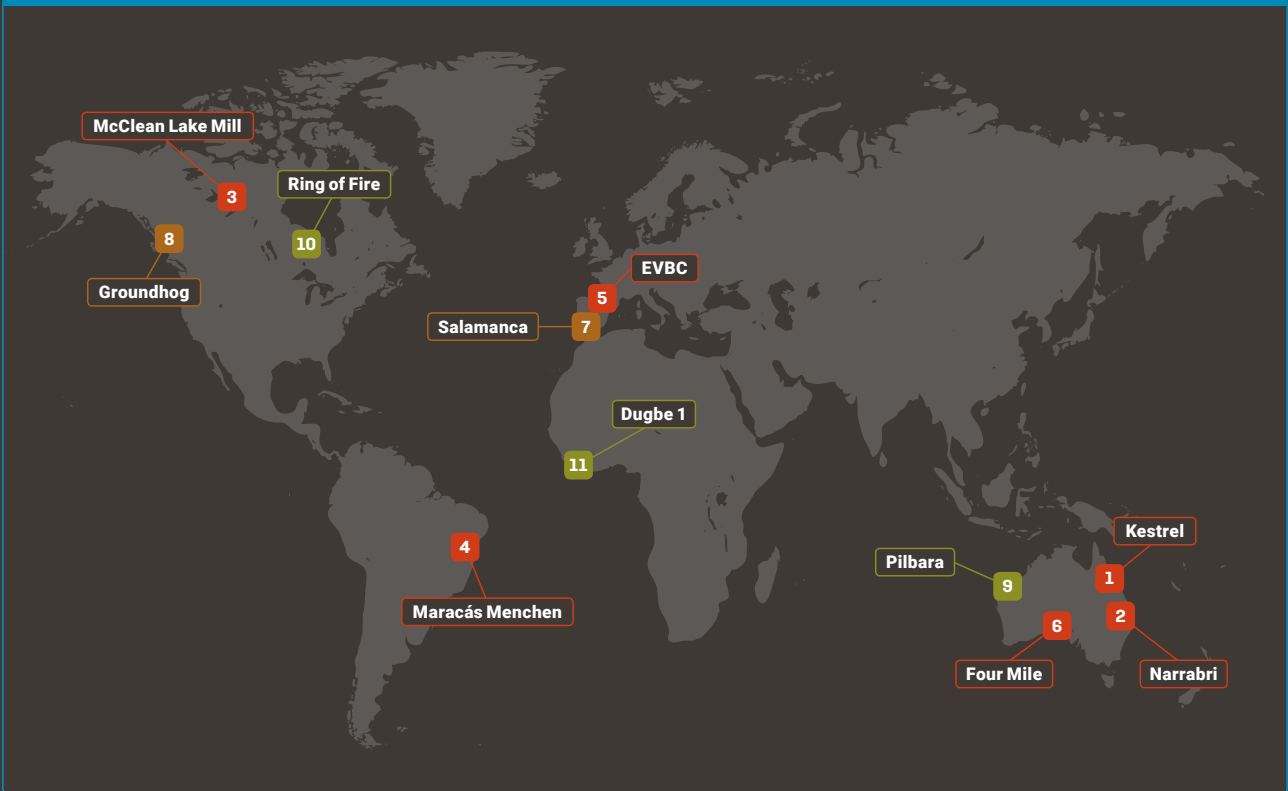 McClean Lake Mill
3
Ring of Fire
10
8
Groundhog
EVBC
5
Salamanca
7
Dugbe 1
11
4
Maracás Menchen
Kestrel
Pilbara
1
9
2
6
Four Mile
Narrabri